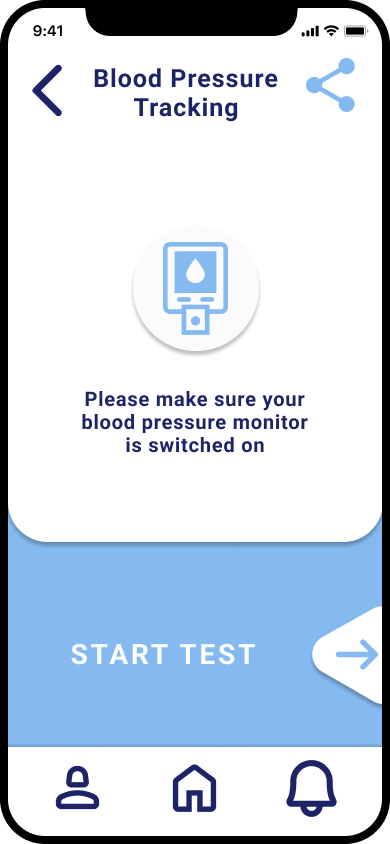 9:41
Blood Pressure
Tracking
Please make sure your
blood pressure monitor
is switched on
START TEST